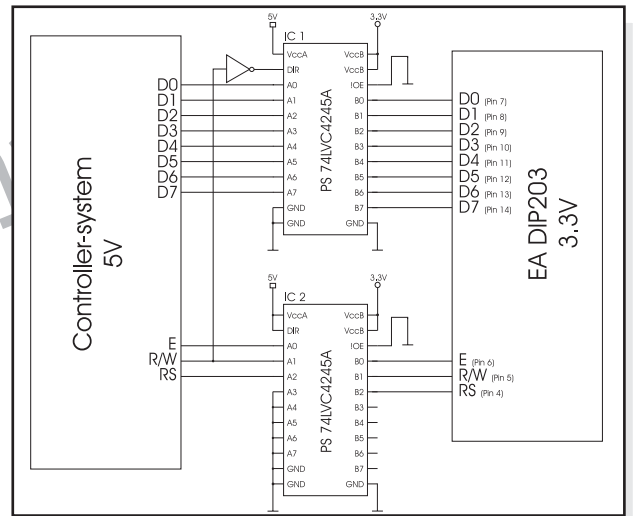 5V
3.3V
IC 1
VccA
DIR
A0
A1
A2
A3
A4
A5
A6
A7
GND
GND
VccB
VccB
!OE
B0
B1
B2
B3
B4
B5
B6
B7
GND
PS 74LVC4245A
D0
D1
D2
D3
D4
D5
D6
D7
D0 (Pin 7)
D1 (Pin 8)
D2 (Pin 9)
D3 (Pin 10)
D4 (Pin 11)
D5 (Pin 12)
D6 (Pin 13)
D7 (Pin 14)
Controller-system
5V
EA DIP203
3.3V
5V
3.3V
IC 2
VccA
DIR
A0
A1
A2
A3
A4
A5
A6
A7
GND
GND
VccB
VccB
!OE
B0
B1
B2
B3
B4
B5
B6
B7
GND
PS 74LVC4245A
E
R/W
RS
E (Pin 6)
R/W (Pin 5)
RS (Pin 4)